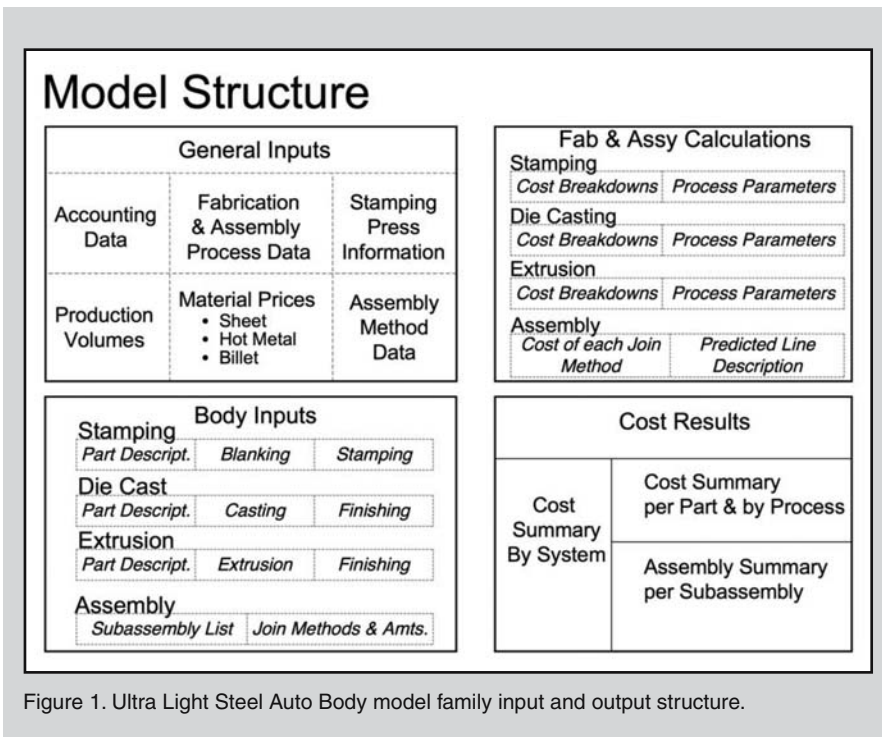 Model Structure
General Inputs
Accounting
Data
Fabrication
& Assembly
Process Data
Stamping
Press
Information
Production
Volumes
Material Prices
• Sheet
• Hot Metal
• Billet
Assembly
Method
Data
Fab & Assy Calculations
Stamping
Cost Breakdowns Process Parameters
Die Casting
Cost Breakdowns Process Parameters
Extrusion
Cost Breakdowns Process Parameters
Assembly
Cost of each Join
Method
Predicted Line
Description
Body Inputs
Stamping
Part Descript. Blanking Stamping
Die Cast
Part Descript. Casting Finishing
Extrusion
Part Descript. Extrusion Finishing
Assembly
Subassembly List Join Methods & Amts.
Cost Results
Cost
Summary
By System
Cost Summary
per Part & by Process
Assembly Summary
per Subassembly
Figure 1. Ultra Light Steel Auto Body model family input and output structure.